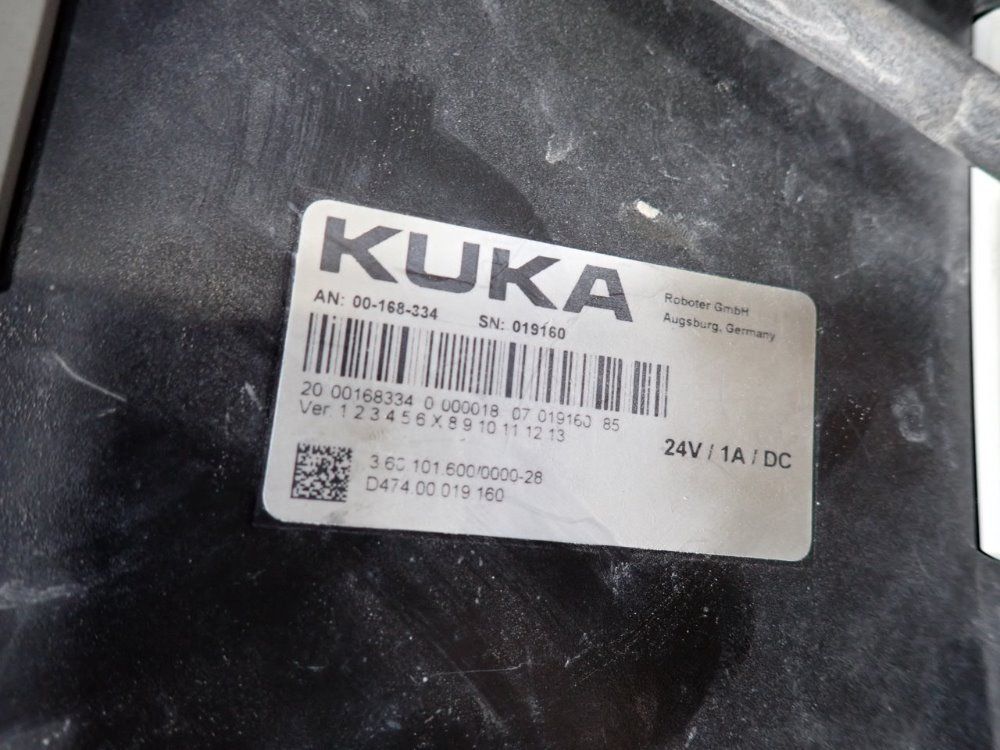 KUKA
Roboter GmbH
Augsburg, Germany
AN: 00-168-334 SN: 019160
20 00168334 0 000018 07 019160 85
Ver. 1 2 3 4 5 6 X 8 9 10 11 12 13
24V / 1A / DC
101.600/0000-28
D474.00 019 160